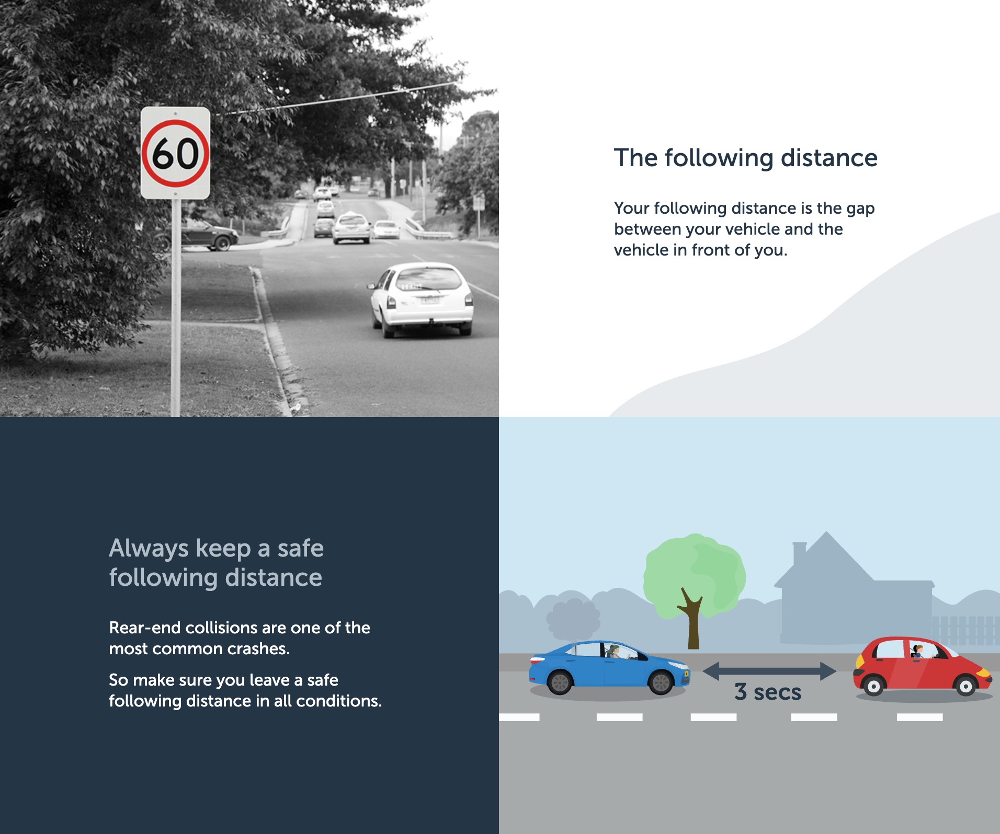 60
The following distance
Your following distance is the gap
between your vehicle and the
vehicle in front of you.
Always keep a safe
following distance
Rear-end collisions are one of the
most common crashes.
So make sure you leave a safe
following distance in all conditions.
L
3 secs